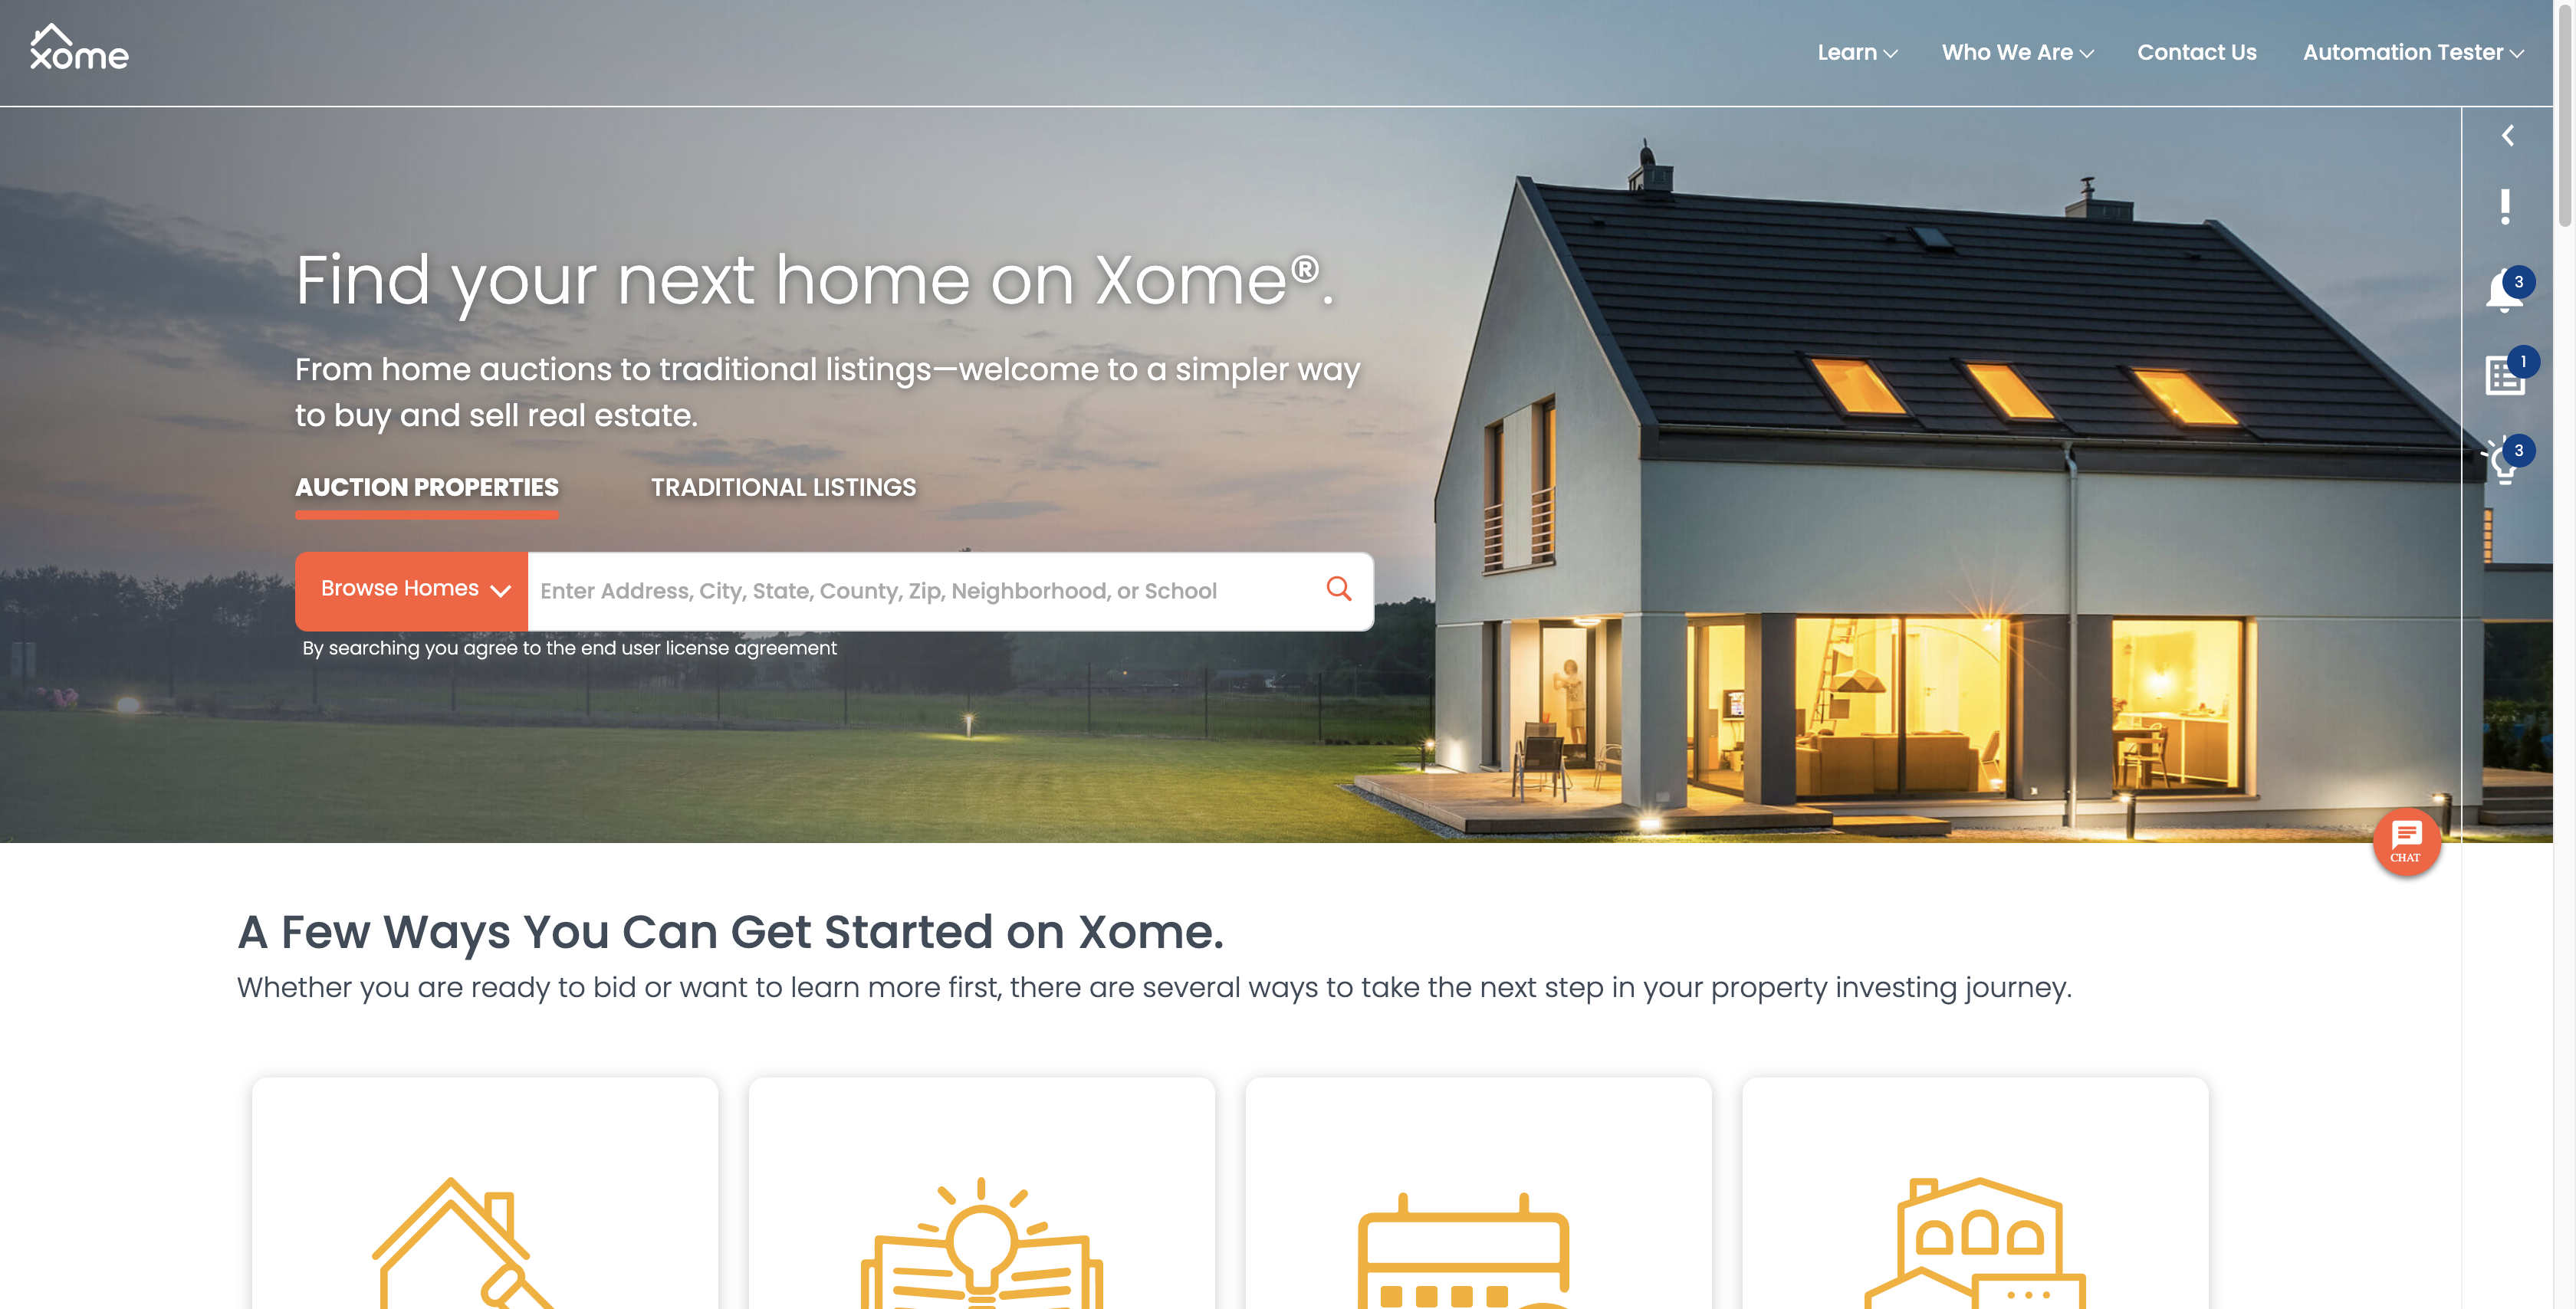 xome
Learn
Who We Are
Contact Us
Automation Tester
Find your next home on Xome®.
From home auctions to traditional listings—welcome to a simpler way
to buy and sell real estate.
AUCTION PROPERTIES
TRADITIONAL LISTINGS
Browse Homes
Enter Address, City, State, County, Zip, Neighborhood, or School
By searching you agree to the end user license agreement
3
1
3
CHAT
A Few Ways You Can Get Started on Xome.
Whether you are ready to bid or want to learn more first, there are several ways to take the next step in your property investing journey.